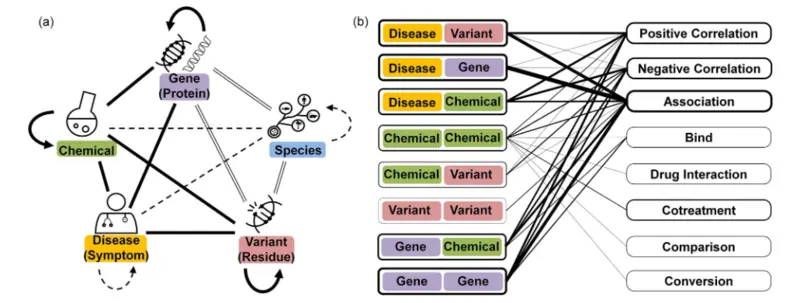 (a)
Gene
(Protein)
Chemical
Species
Disease
(Symptom)
Variant
(Residue)
(b)
Disease Variant
Disease Gene
Disease Chemical
Chemical Chemical
Chemical Variant
Variant Variant
Gene Chemical
Gene Gene
Positive Correlation
Negative Correlation
Association
Bind
Drug Interaction
Cotreatment
Comparison
Conversion